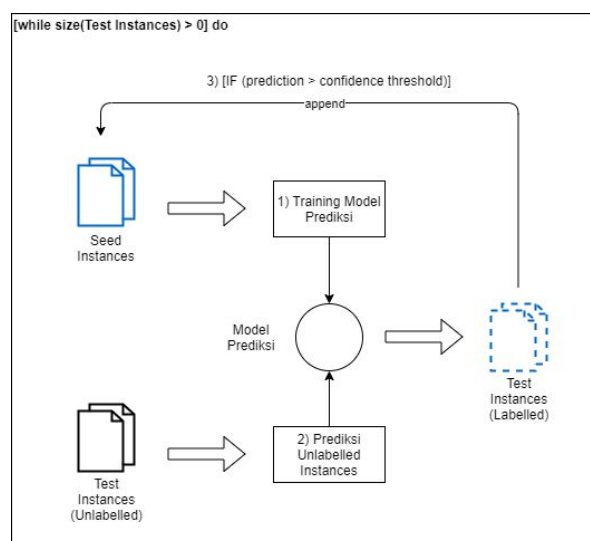 [while size(Test Instances) > 0] do
3) [IF (prediction > confidence threshold)]
append
Seed
Instances
1) Training Model
Prediksi
Model
Prediksi
Test
Instances
(Labelled)
Test
Instances
(Unlabelled)
2) Prediksi
Unlabelled
Instances